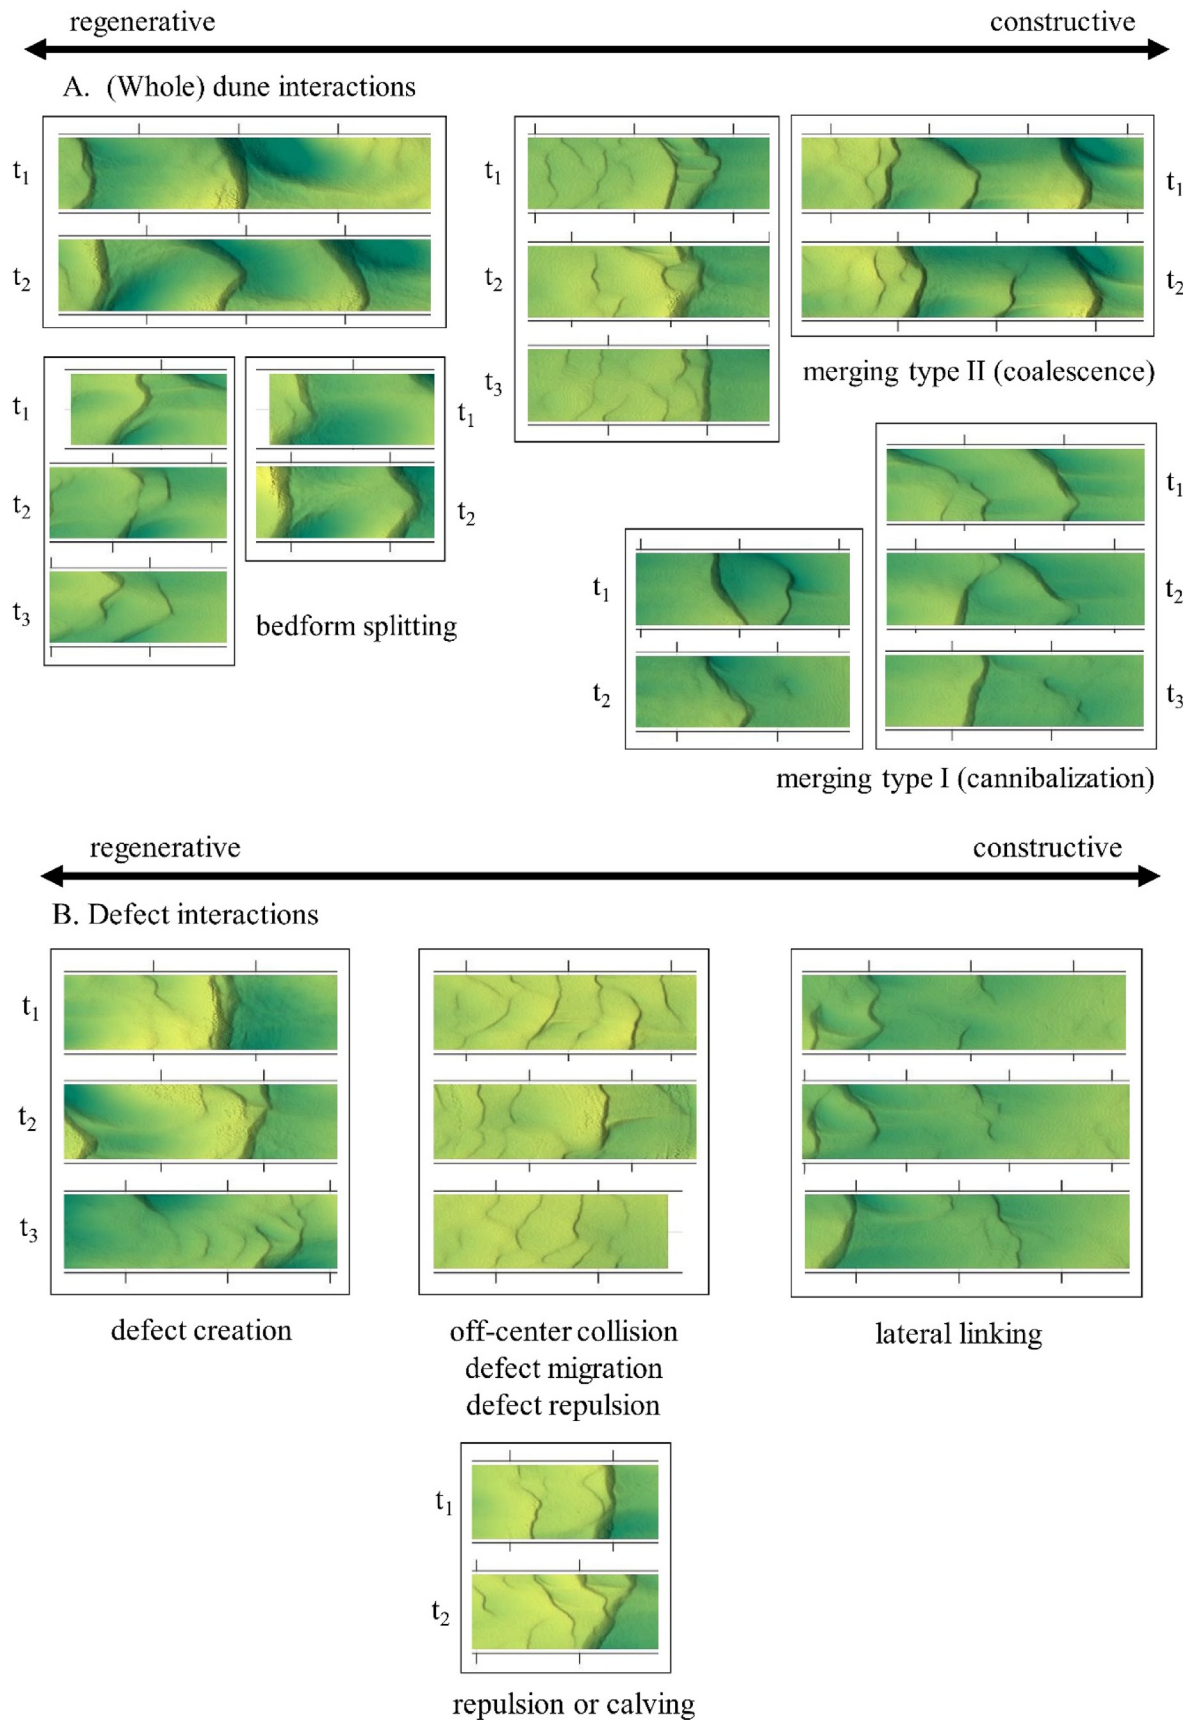 regenerative constructive
A. (Whole) dune interactions
t1
t2
t1
t2
t3
t1
t2
merging type II (coalescence)
t1
t2
t3
t1
t2
bedform splitting
t1
t2
t1
t2
t3
merging type I (cannibalization)
regenerative constructive
B. Defect interactions
t1
t2
t3
defect creation
off-center collision
defect migration
defect repulsion
lateral linking
t1
t2
repulsion or calving